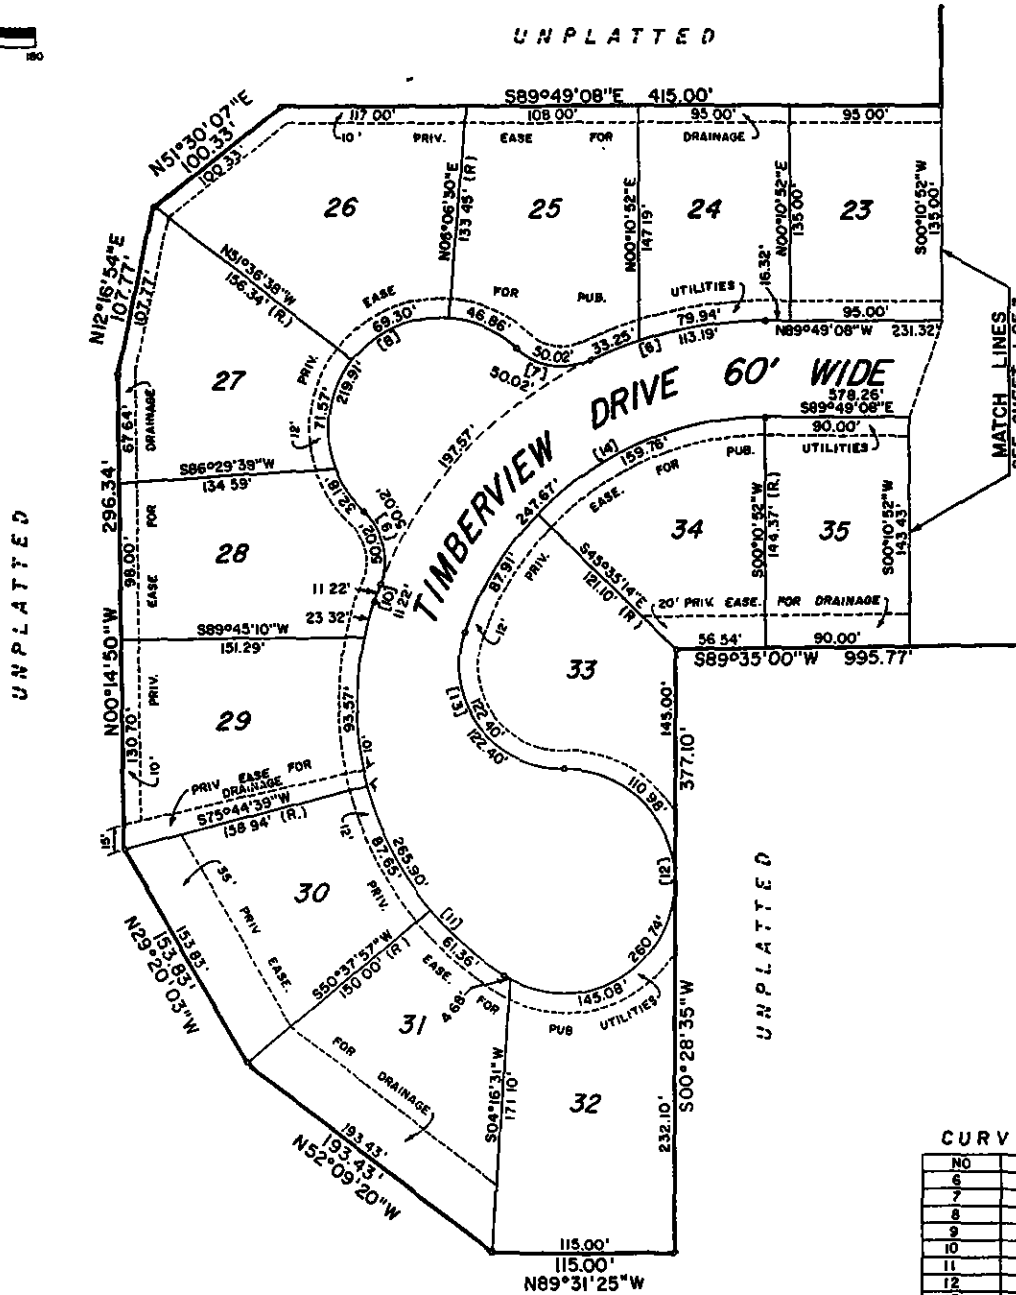 180
UNPLATTED
S89°49'08"E 415.00'
117.00'
108.00'
95.00'
95.00'
10' PRIV. EASE FOR DRAINAGE
N51°30'07"E
100.33'
100.33'
26
N06°06'30"E
133.45' (R)
25
N00°10'52"E
147.19'
24
N00°10'52"E
135.00'
23
S00°10'52"W
135.00'
N12°16'54"E
107.77'
107.77'
N51°36'38"W
156.34' (R.)
PRIV. EASE FOR PUB. UTILITIES
16.32'
69.30'
[8]
46.86'
50.02'
[7]
50.02'
33.25'
[6]
79.94'
113.19'
95.00'
N89°49'08"W 231.32'
MATCH LINES
27
71.57'
219.91'
12'
197.57'
TIMBERVIEW DRIVE 60' WIDE
378.26'
S89°49'08"E
90.00'
UTILITIES
67.64'
DRAINAGE
S86°29'39"W
134.59'
32.18'
50.02'
[9]
50.02'
[14]
159.76'
247.67'
EASE. FOR PUB.
PRIV.
UNPLATTED
296.34'
N00°14'50"W
98.00'
EASE FOR
28
11.22'
[10]
11.22'
23.32'
87.91'
12'
34
S00°10'52"W
144.37' (R.)
35
S00°10'52"W
143.43'
S45°35'14"E
121.10' (R.)
20' PRIV. EASE. FOR DRAINAGE
56.54'
90.00'
S89°35'00"W 995.77'
S89°45'10"W
151.29'
33
29
130.70'
PRIV.
10'
93.57'
10'
[13]
122.40'
122.40'
145.00'
377.10'
PRIV EASE FOR
DRAINAGE
S75°44'39"W
158.94' (R.)
15'
110.98'
[12]
260.74'
12'
87.65'
265.90'
PRIV.
30
35'
PRIV
EASE.
N29°20'03"W
153.83'
153.83'
S50°37'57"W
150.00' (R)
[11]
61.36'
4.68'
EASE. FOR PUB UTILITIES
145.08'
UNPLATTED
31
FOR
DRAINAGE
S04°16'31"W
171.10'
32
232.10'
S00°28'35"W
193.43'
193.43'
N52°09'20"W
115.00'
115.00'
N89°31'25"W
CURV
NO
6
7
8
9
10
11
12